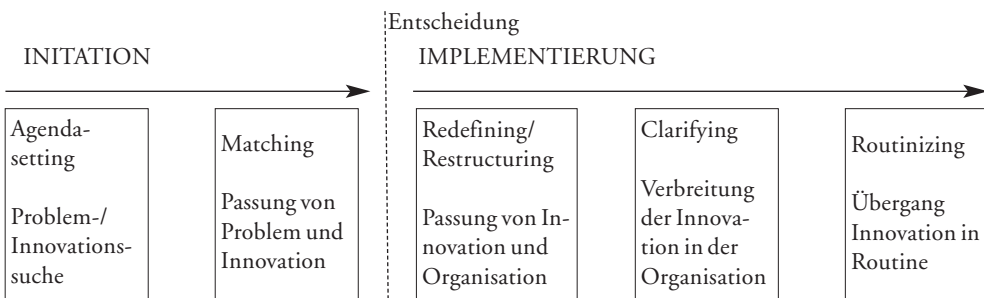 Entscheidung
INITATION
IMPLEMENTIERUNG
Agenda-
setting
Problem-/
Innovations-
suche
Matching
Passung von
Problem und
Innovation
Redefining/
Restructuring
Passung von In-
novation und
Organisation
Clarifying
Verbreitung
der Innova-
tion in der
Organisation
Routinizing
Übergang
Innovation in
Routine